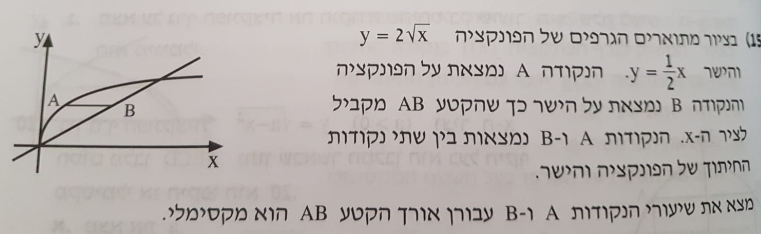 15) בציור מתוארים הגרפים של הפונקציה y = 2√x
והישר y = ½x. הנקודה A נמצאת על הפונקציה
והנקודה B נמצאת על הישר כך שהקטע AB מקביל
לציר ה-x. הנקודות A ו-B נמצאות בין שתי נקודות
החיתוך של הפונקציה והישר.
מצא את שיעורי הנקודות A ו-B עבורן אורך הקטע AB הוא מקסימלי.
y
A
B
x